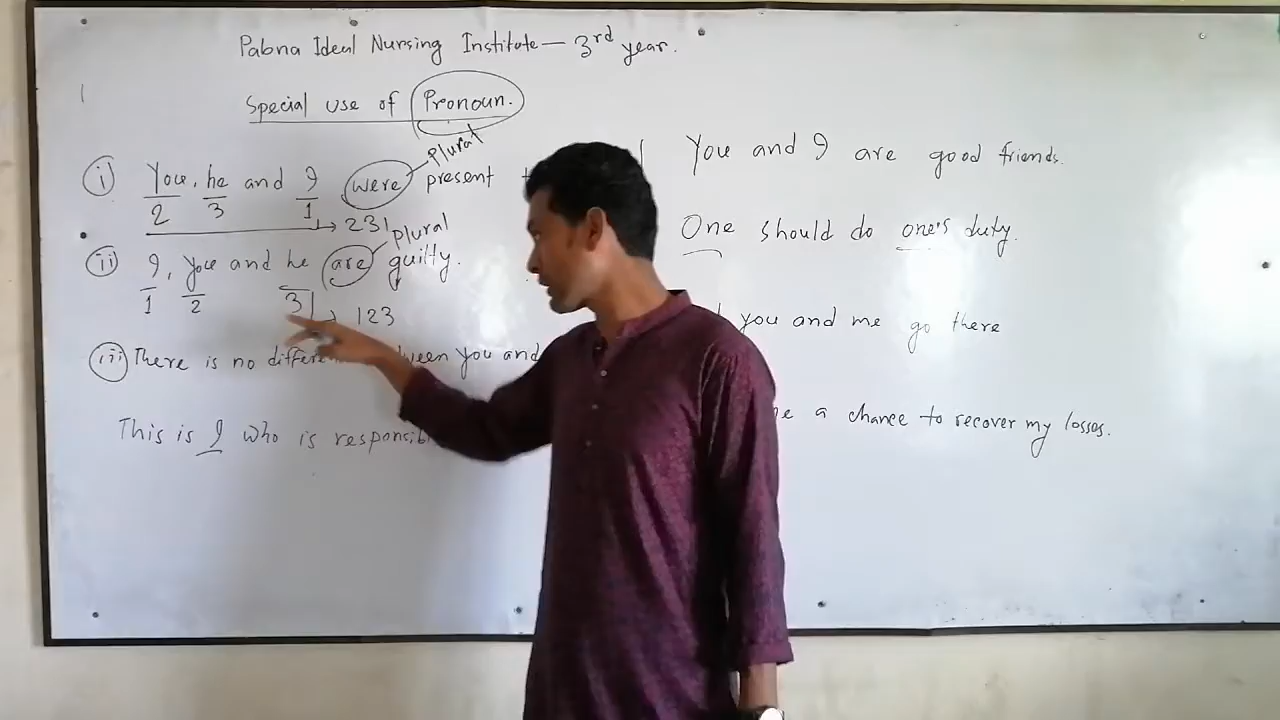 Pabna Ideal Nursing Institute— 3rd year.
Special use of Pronoun.
Plural
i) You, he and I were present
2 3 1
→ 231
Plural
ii) I, you and he are guilty.
1 2 3
→ 123
iii) There is no between you and
This is I who is
You and I are good friends.
One should do one's duty.
you and me go there
a chance to recover my losses.